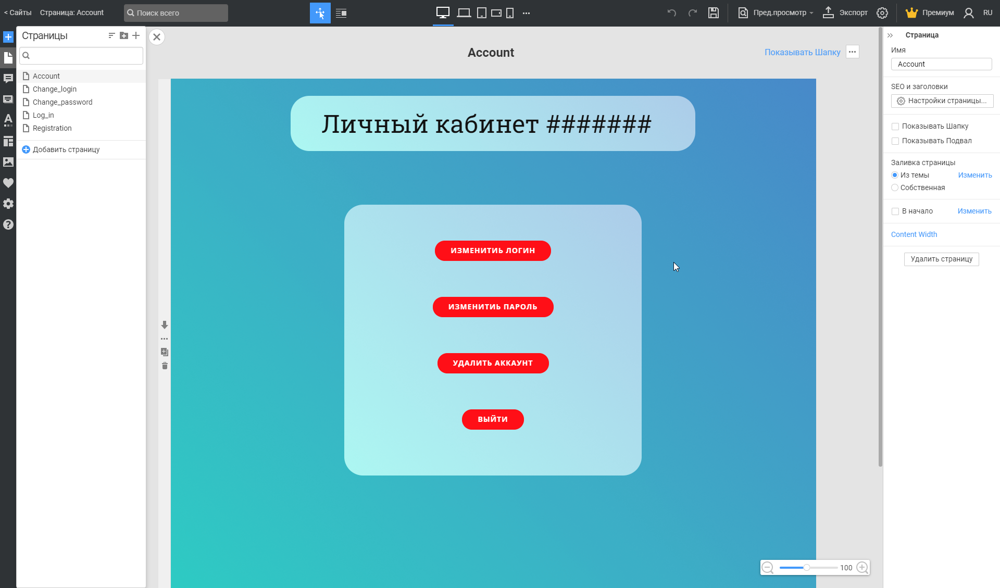 < Сайты Страница: Account Поиск всего Пред.просмотр Экспорт Премиум RU
Страницы
Account
Change_login
Change_password
Log_in
Registration
Добавить страницу
Account
Показывать Шапку
Личный кабинет #######
ИЗМЕНИТИЬ ЛОГИН
ИЗМЕНИТИЬ ПАРОЛЬ
УДАЛИТЬ АККАУНТ
ВЫЙТИ
100
Страница
Имя
Account
SEO и заголовки
Настройки страницы...
Показывать Шапку
Показывать Подвал
Заливка страницы
Из темы Изменить
Собственная
В начало Изменить
Content Width
Удалить страницу